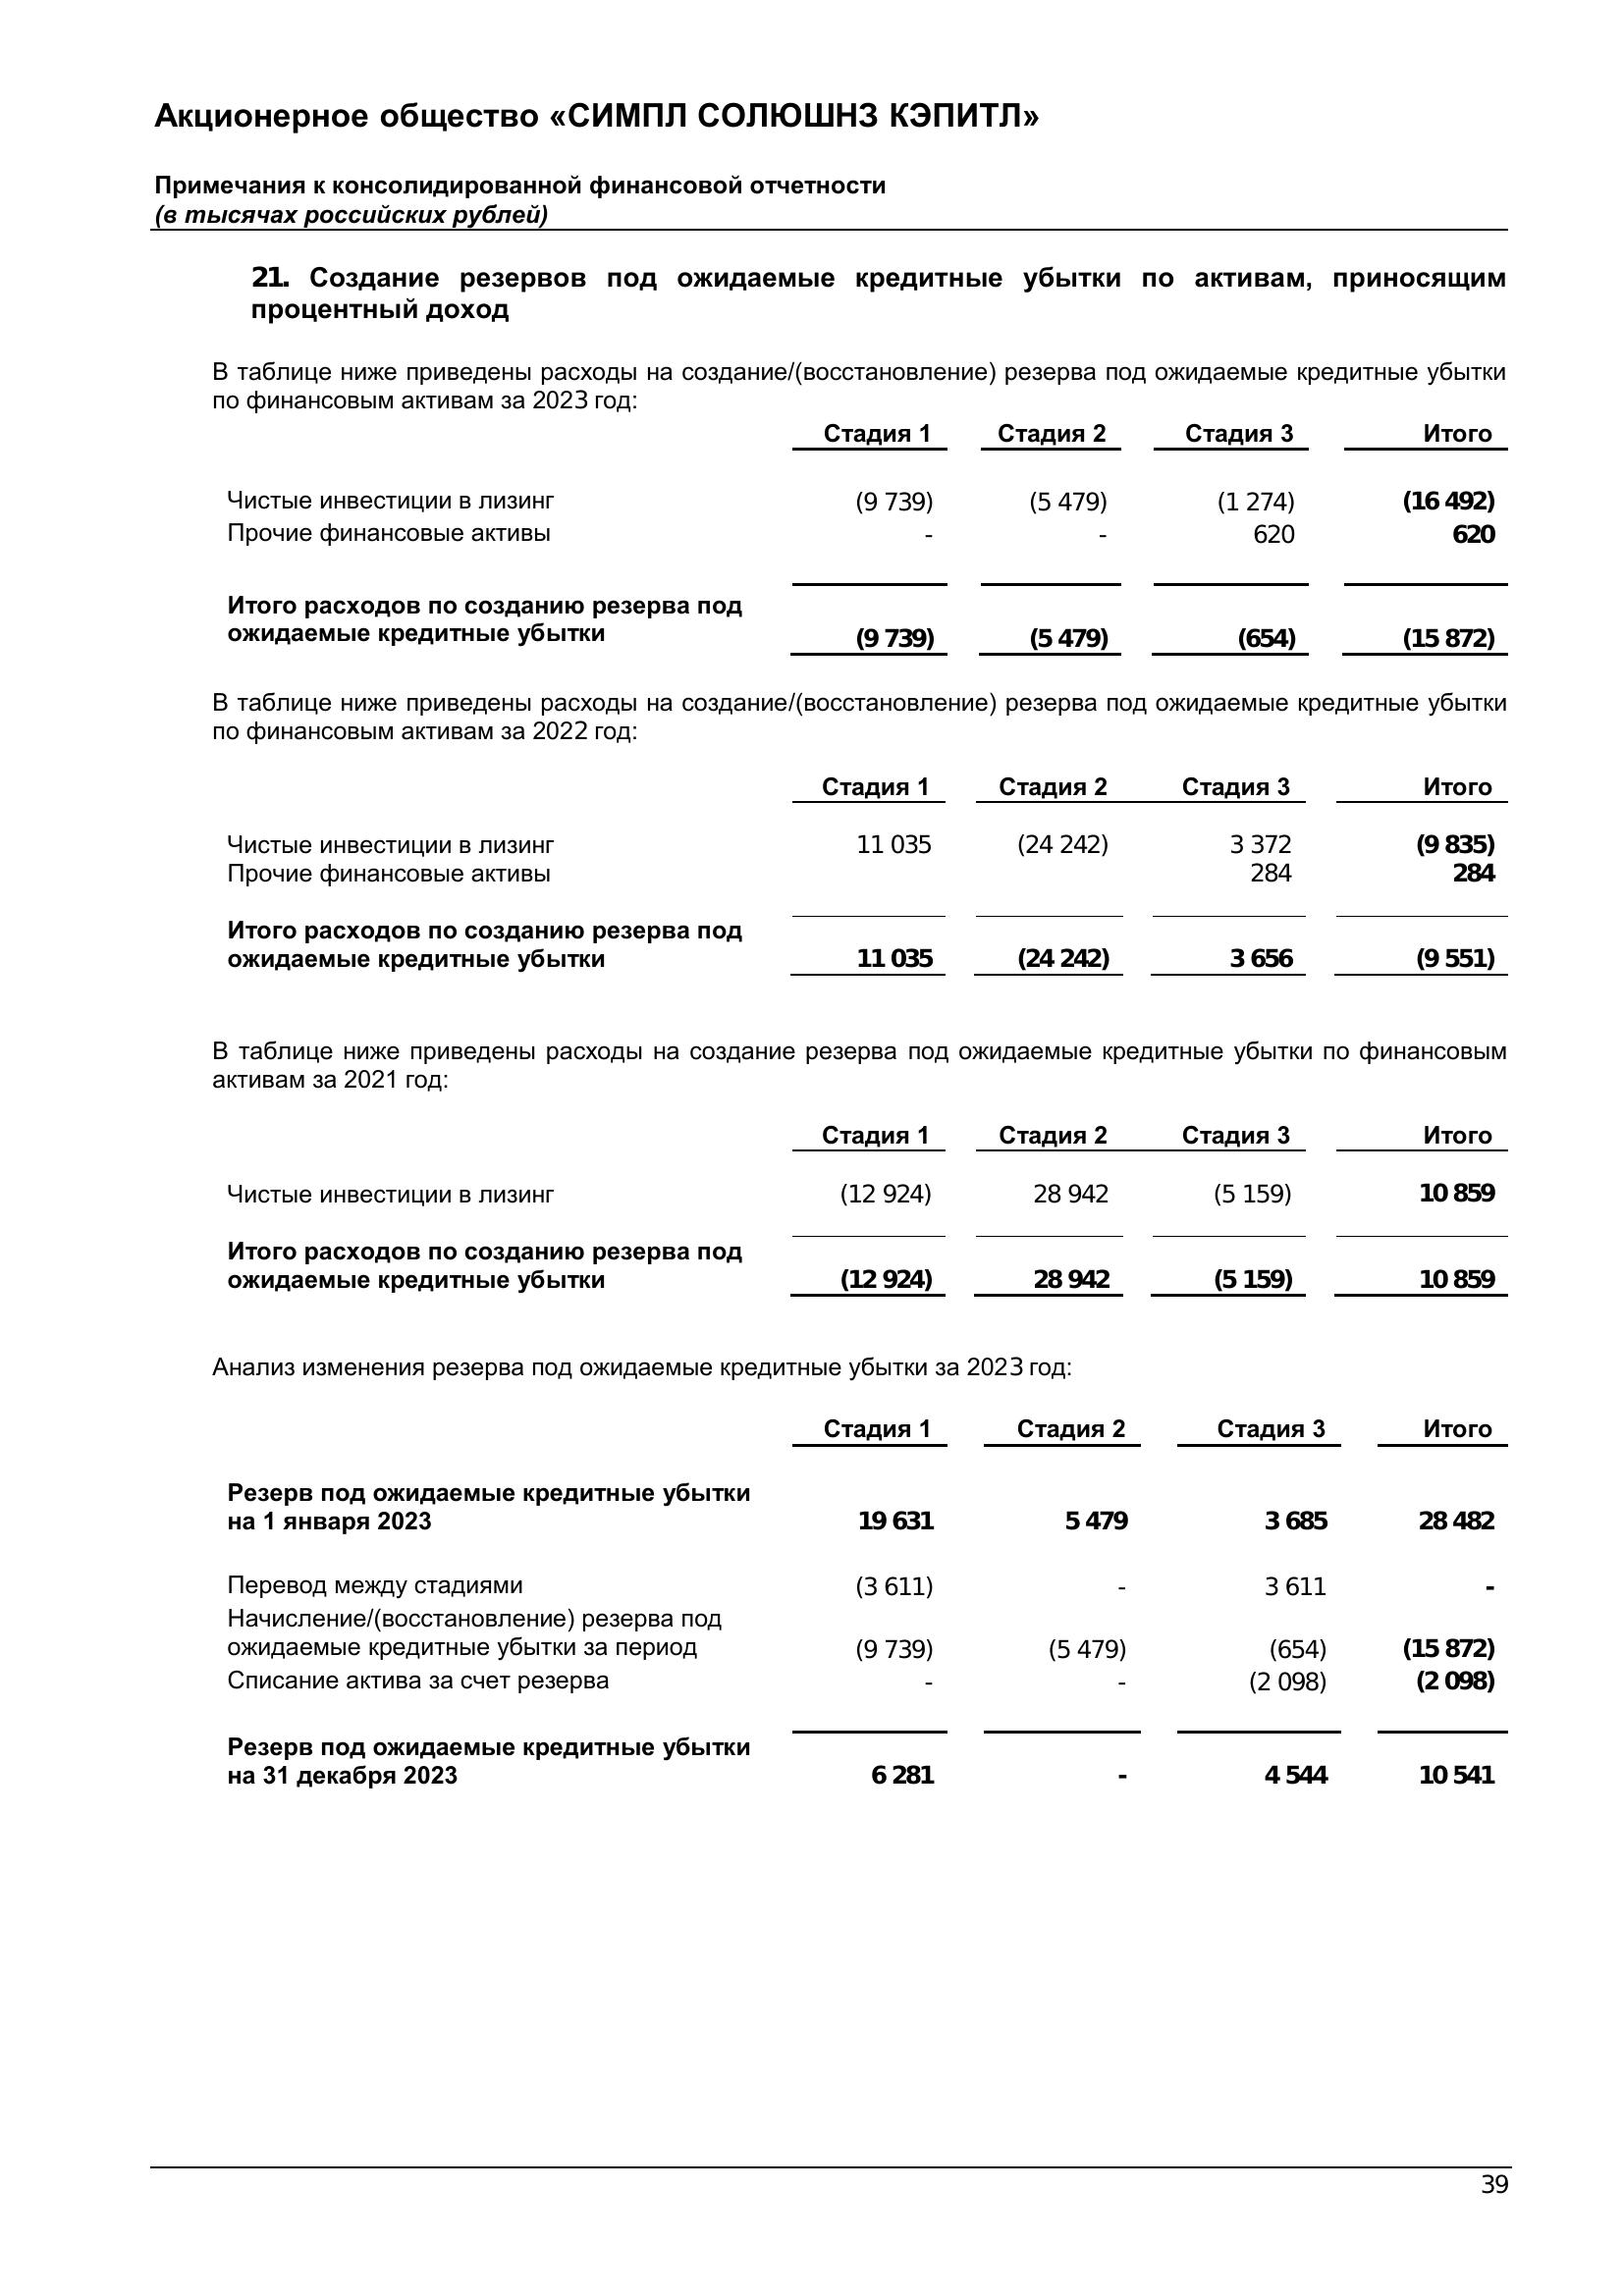 Акционерное общество «СИМПЛ СОЛЮШНЗ КЭПИТЛ»
Примечания к консолидированной финансовой отчетности
(в тысячах российских рублей)
21. Создание резервов под ожидаемые кредитные убытки по активам, приносящим
процентный доход
В таблице ниже приведены расходы на создание/(восстановление) резерва под ожидаемые кредитные убытки
по финансовым активам за 2023 год:
Стадия 1 Стадия 2 Стадия 3 Итого
Чистые инвестиции в лизинг (9 739) (5 479) (1 274) (16 492)
Прочие финансовые активы - - 620 620
Итого расходов по созданию резерва под
ожидаемые кредитные убытки (9 739) (5 479) (654) (15 872)
В таблице ниже приведены расходы на создание/(восстановление) резерва под ожидаемые кредитные убытки
по финансовым активам за 2022 год:
Стадия 1 Стадия 2 Стадия 3 Итого
Чистые инвестиции в лизинг 11 035 (24 242) 3 372 (9 835)
Прочие финансовые активы 284 284
Итого расходов по созданию резерва под
ожидаемые кредитные убытки 11 035 (24 242) 3 656 (9 551)
В таблице ниже приведены расходы на создание резерва под ожидаемые кредитные убытки по финансовым
активам за 2021 год:
Стадия 1 Стадия 2 Стадия 3 Итого
Чистые инвестиции в лизинг (12 924) 28 942 (5 159) 10 859
Итого расходов по созданию резерва под
ожидаемые кредитные убытки (12 924) 28 942 (5 159) 10 859
Анализ изменения резерва под ожидаемые кредитные убытки за 2023 год:
Стадия 1 Стадия 2 Стадия 3 Итого
Резерв под ожидаемые кредитные убытки
на 1 января 2023 19 631 5 479 3 685 28 482
Перевод между стадиями (3 611) - 3 611 -
Начисление/(восстановление) резерва под
ожидаемые кредитные убытки за период (9 739) (5 479) (654) (15 872)
Списание актива за счет резерва - - (2 098) (2 098)
Резерв под ожидаемые кредитные убытки
на 31 декабря 2023 6 281 - 4 544 10 541
39